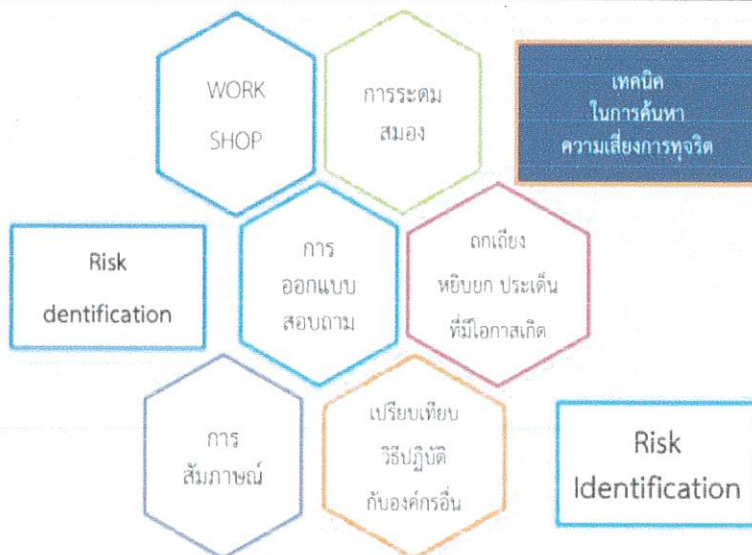 WORK
SHOP
การระดม
สมอง
เทคนิค
ในการค้นหา
ความเสี่ยงการทุจริต
Risk
dentification
การ
ออกแบบ
สอบถาม
ถกเถียง
หยิบยก ประเด็น
ที่มีโอกาสเกิด
การ
สัมภาษณ์
เปรียบเทียบ
วิธีปฏิบัติ
กับองค์กรอื่น
Risk
Identification